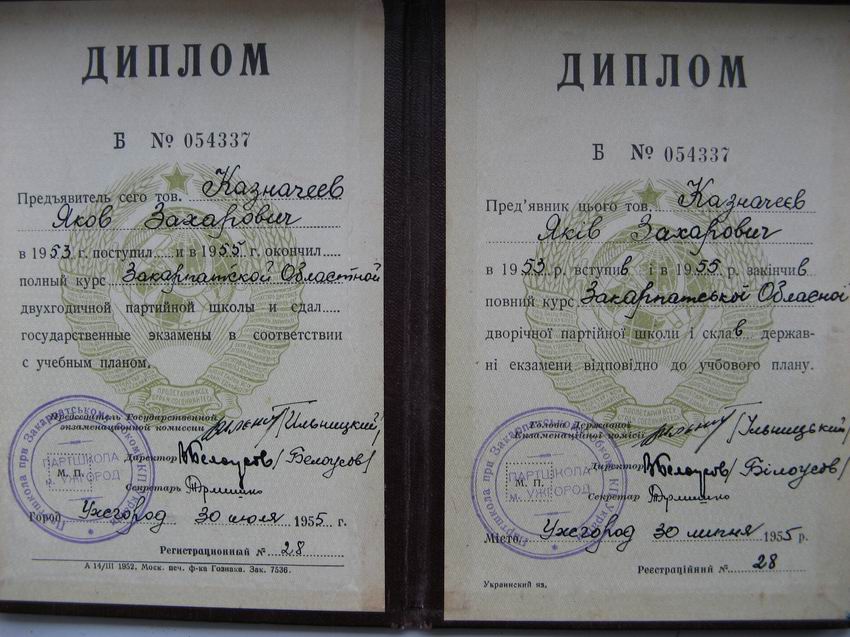 ДИПЛОМ
Б № 054337
Предъявитель сего тов. Казначеев
Яков Захарович
в 1953 г. поступил и в 1955 г. окончил
полный курс Закарпатской Областной
двухгодичной партийной школы и сдал
государственные экзамены в соответствии
с учебным планом.
Председатель Государственной
экзаменационной комиссии /Ильницкий/
Директор Белоусов /Белоусов/
Секретарь
М. П.
ПАРТШКОЛА
м. УЖГОРОД
Город Ужгород 30 июля 1955 г.
Регистрационный № 28
А 14/III 1952, Моск. печ. ф-ка Гознака. Зак. 7536.
ДИПЛОМ
Б № 054337
Пред'явник цього тов. Казначеєв
Яків Захарович
в 1953 р. вступив і в 1955 р. закінчив
повний курс Закарпатської Обласної
дворічної партійної школи і склав держав-
ні екзамени відповідно до учбового плану.
Голова Державної
Екзаменаційної комісії /Ільницький/
Директор Белоусов /Білоусов/
Секретар
М. П.
ПАРТШКОЛА
м. УЖГОРОД
Місто Ужгород 30 липня 1955 р.
Реєстраційний № 28
Украинский яз.